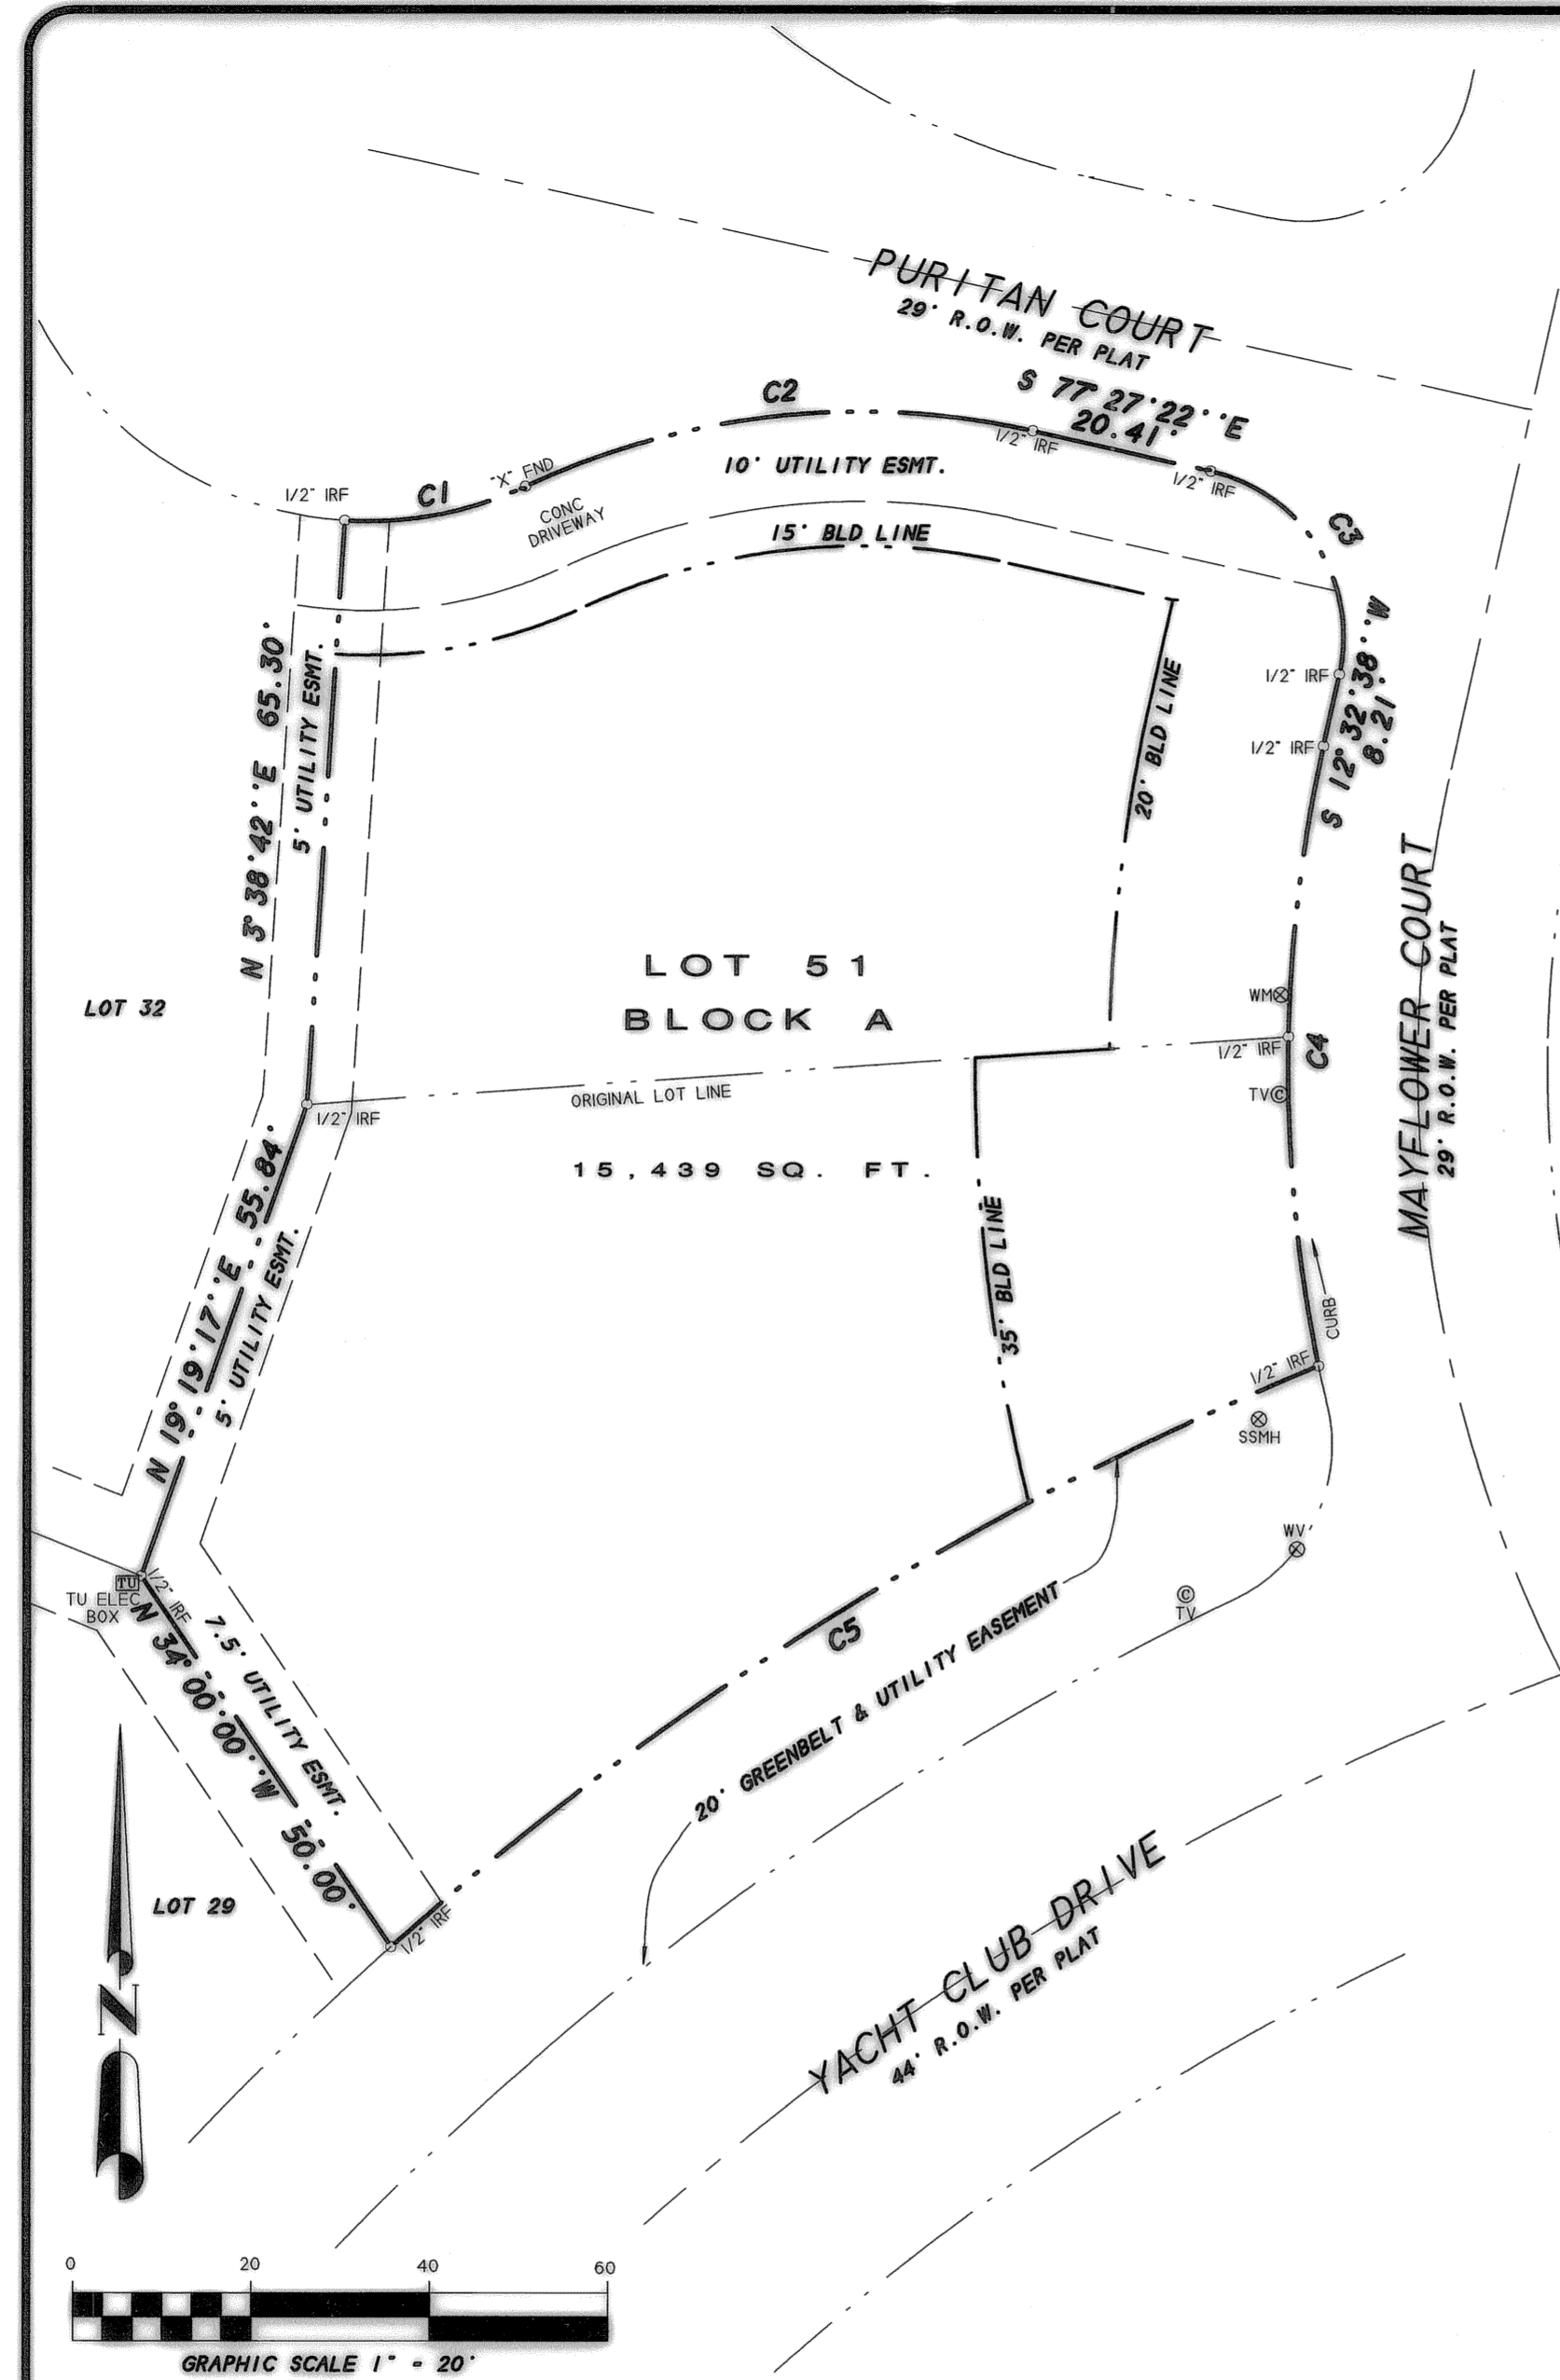 PURITAN COURT
29' R.O.W. PER PLAT
S 77°27'22''E
20.41'
C2
1/2" IRF
1/2" IRF
10' UTILITY ESMT.
"X" FND
C1
1/2" IRF
CONC
DRIVEWAY
15' BLD LINE
C3
N 3°38'42''E 65.30'
5' UTILITY ESMT.
20' BLD LINE
1/2" IRF
1/2" IRF
S 12°32'38''W
8.21'
MAYFLOWER COURT
29' R.O.W. PER PLAT
LOT 32
LOT 51
BLOCK A
WM
1/2" IRF
C4
TV C
ORIGINAL LOT LINE
1/2" IRF
15,439 SQ. FT.
N 19°19'17''E 55.84'
5' UTILITY ESMT.
35' BLD LINE
CURB
1/2" IRF
SSMH
WV
C
TV
TU
TU ELEC
BOX
1/2" IRF
N 34°00'00''W 50.00'
7.5' UTILITY ESMT.
C5
20' GREENBELT & UTILITY EASEMENT
LOT 29
1/2" IRF
YACHT CLUB DRIVE
44' R.O.W. PER PLAT
N
0 20 40 60
GRAPHIC SCALE 1" - 20'